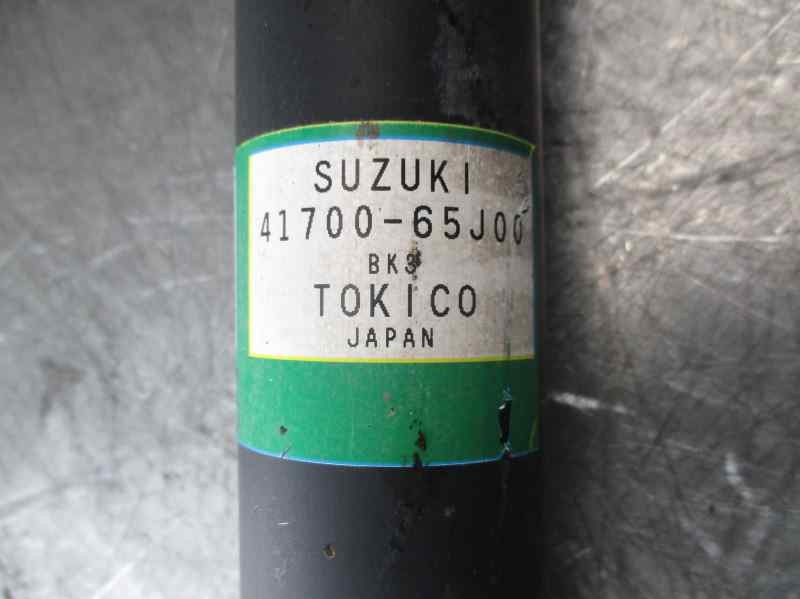 SUZUKI
41700-65J00
BK3
TOKICO
JAPAN